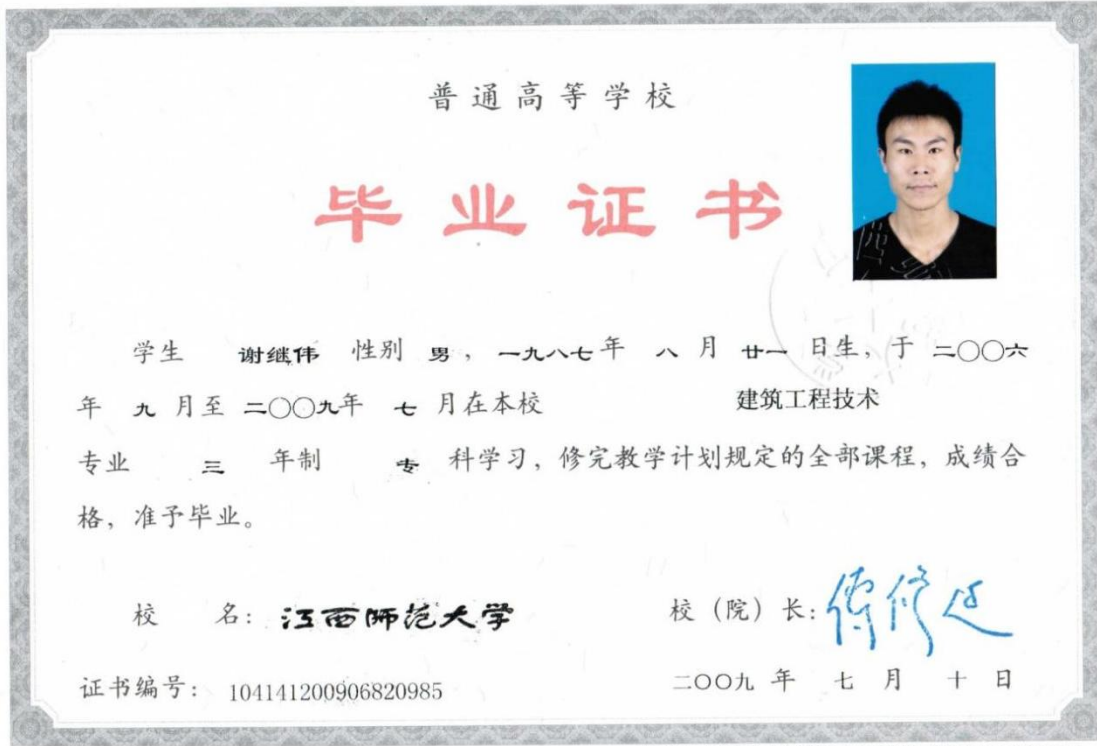 普通高等学校
毕业证书
学生 谢继伟 性别 男，一九八七年 八 月 廿一 日生，于 二〇〇六
年 九 月至 二〇〇九年 七 月在本校 建筑工程技术
专业 三 年制 专 科学习，修完教学计划规定的全部课程，成绩合
格，准予毕业。
校 名：江西师范大学 校（院）长：傅修延
证书编号：104141200906820985 二〇〇九 年 七 月 十 日